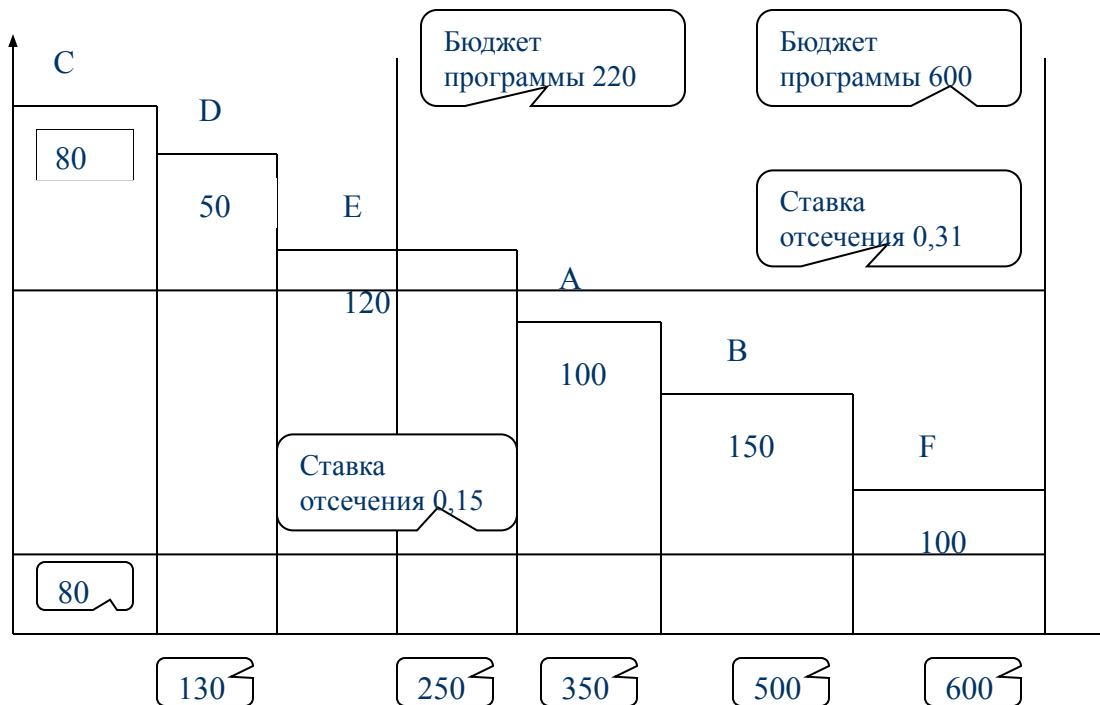 C
Бюджет
программы 220
Бюджет
программы 600
D
80
50
E
Ставка
отсечения 0,31
A
120
100
B
150
F
Ставка
отсечения 0,15
100
80
130
250
350
500
600